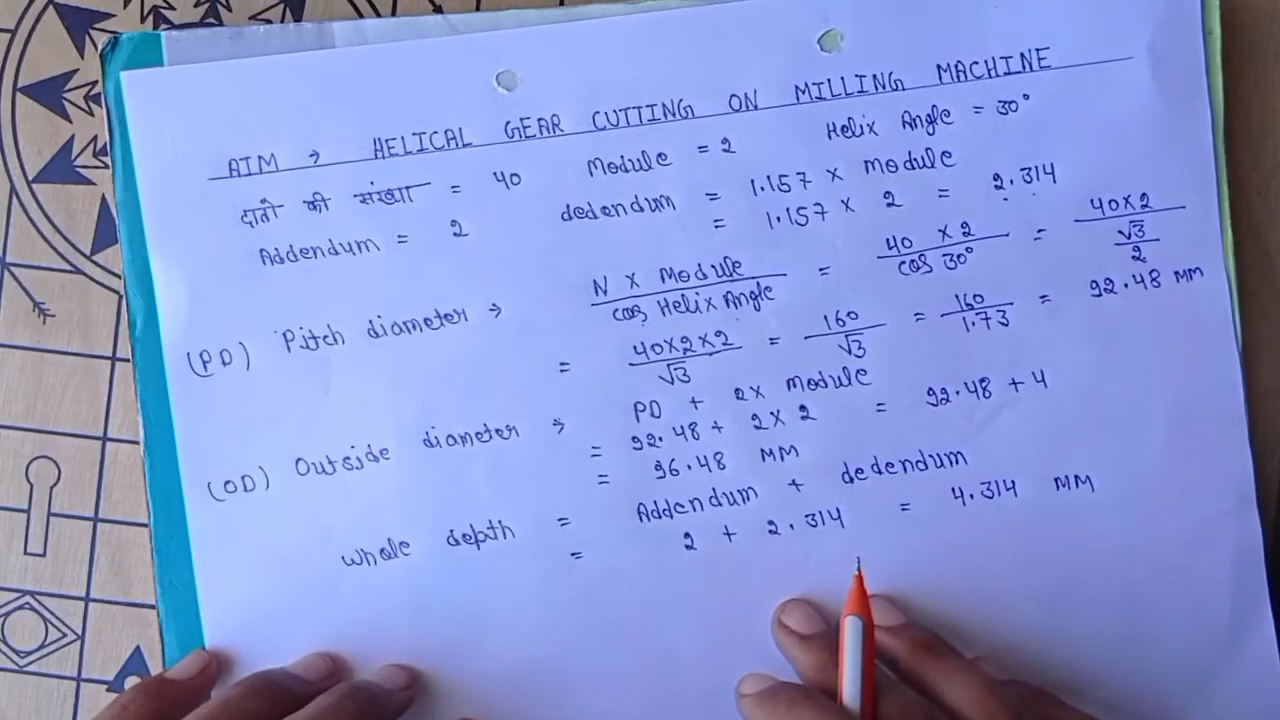 AIM → HELICAL GEAR CUTTING ON MILLING MACHINE
दातो की संख्या = 40 Module = 2 Helix Angle = 30°
Addendum = 2 dedendum = 1.157 × Module
= 1.157 × 2 = 2.314
(PD) Pitch diameter → N × Module / cos Helix Angle = 40 × 2 / cos 30° = 40×2 / √3/2
= 40×2×2 / √3 = 160 / √3 = 160 / 1.73 = 92.48 MM
(OD) Outside diameter → PD + 2× Module
= 92.48 + 2×2 = 92.48 + 4
= 96.48 MM
Whole depth = Addendum + dedendum
= 2 + 2.314 = 4.314 MM